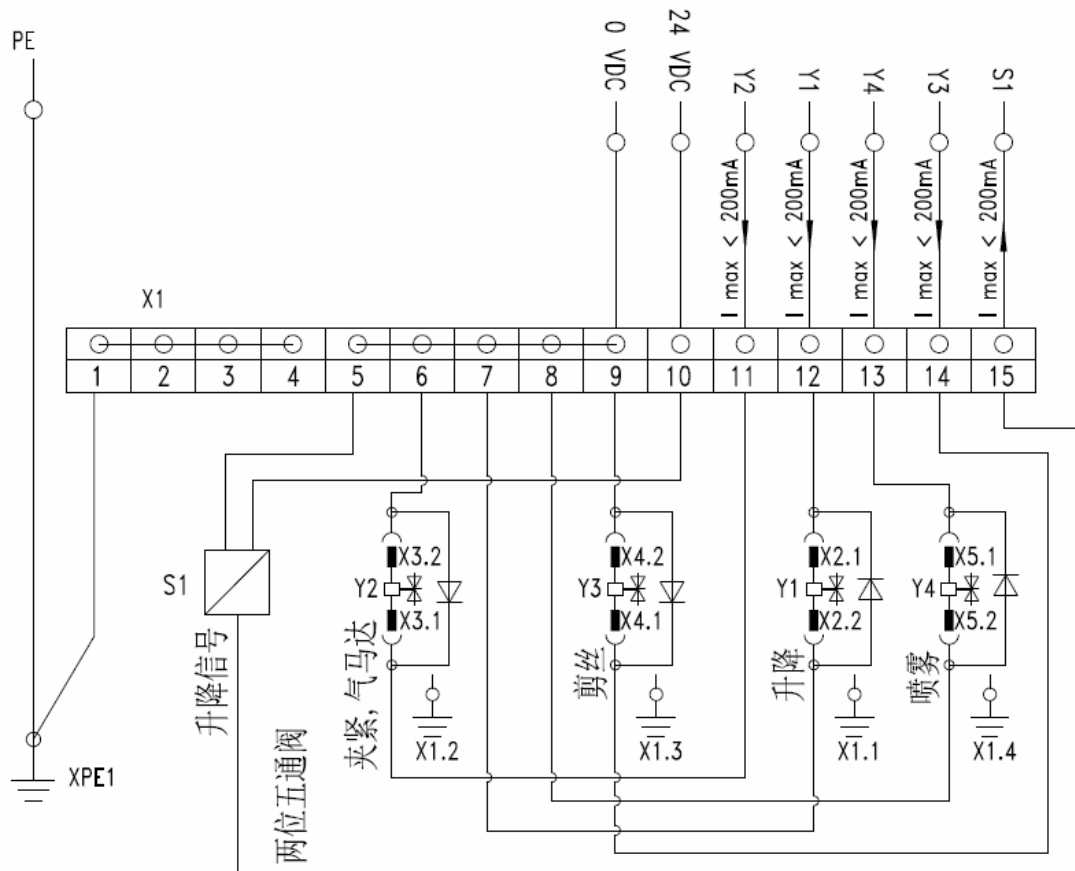 PE
0 VDC
24 VDC
Y2
Y1
Y4
Y3
S1
I max < 200mA
I max < 200mA
I max < 200mA
I max < 200mA
I max < 200mA
X1
1 2 3 4 5 6 7 8 9 10 11 12 13 14 15
S1
升降信号
两位五通阀
X3.2
Y2
X3.1
夹紧，气马达
X1.2
X4.2
Y3
X4.1
剪丝
X1.3
X2.1
Y1
X2.2
升降
X1.1
X5.1
Y4
X5.2
喷雾
X1.4
XPE1